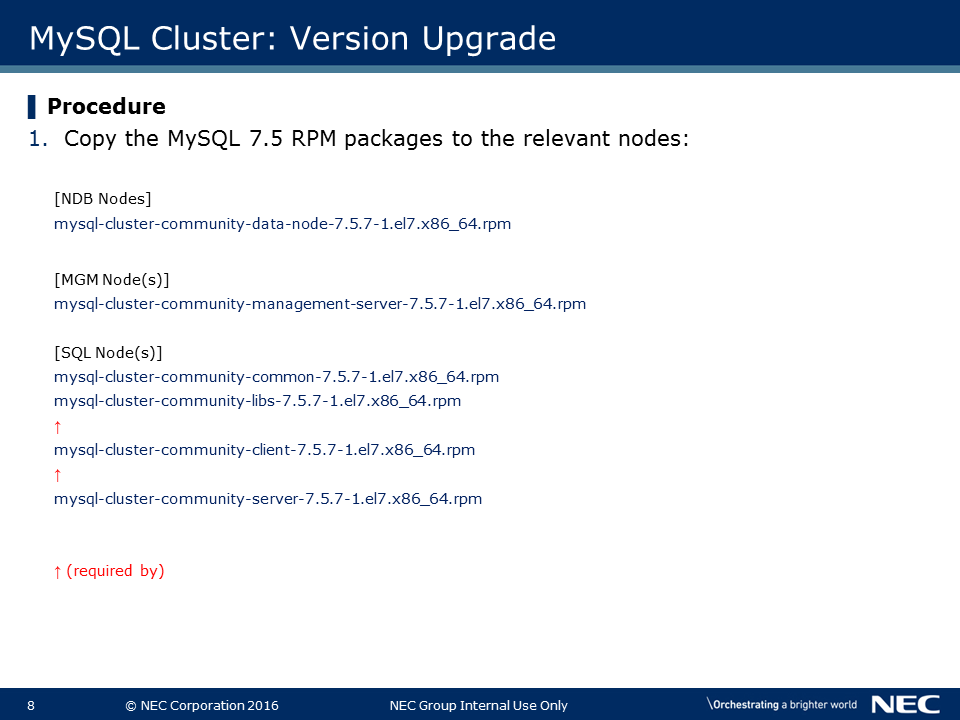 MySQL Cluster: Version Upgrade
Procedure
1. Copy the MySQL 7.5 RPM packages to the relevant nodes:
[NDB Nodes]
mysql-cluster-community-data-node-7.5.7-1.el7.x86_64.rpm
[MGM Node(s)]
mysql-cluster-community-management-server-7.5.7-1.el7.x86_64.rpm
[SQL Node(s)]
mysql-cluster-community-common-7.5.7-1.el7.x86_64.rpm
mysql-cluster-community-libs-7.5.7-1.el7.x86_64.rpm
↑
mysql-cluster-community-client-7.5.7-1.el7.x86_64.rpm
↑
mysql-cluster-community-server-7.5.7-1.el7.x86_64.rpm
↑ (required by)
8 © NEC Corporation 2016 NEC Group Internal Use Only \Orchestrating a brighter world NEC